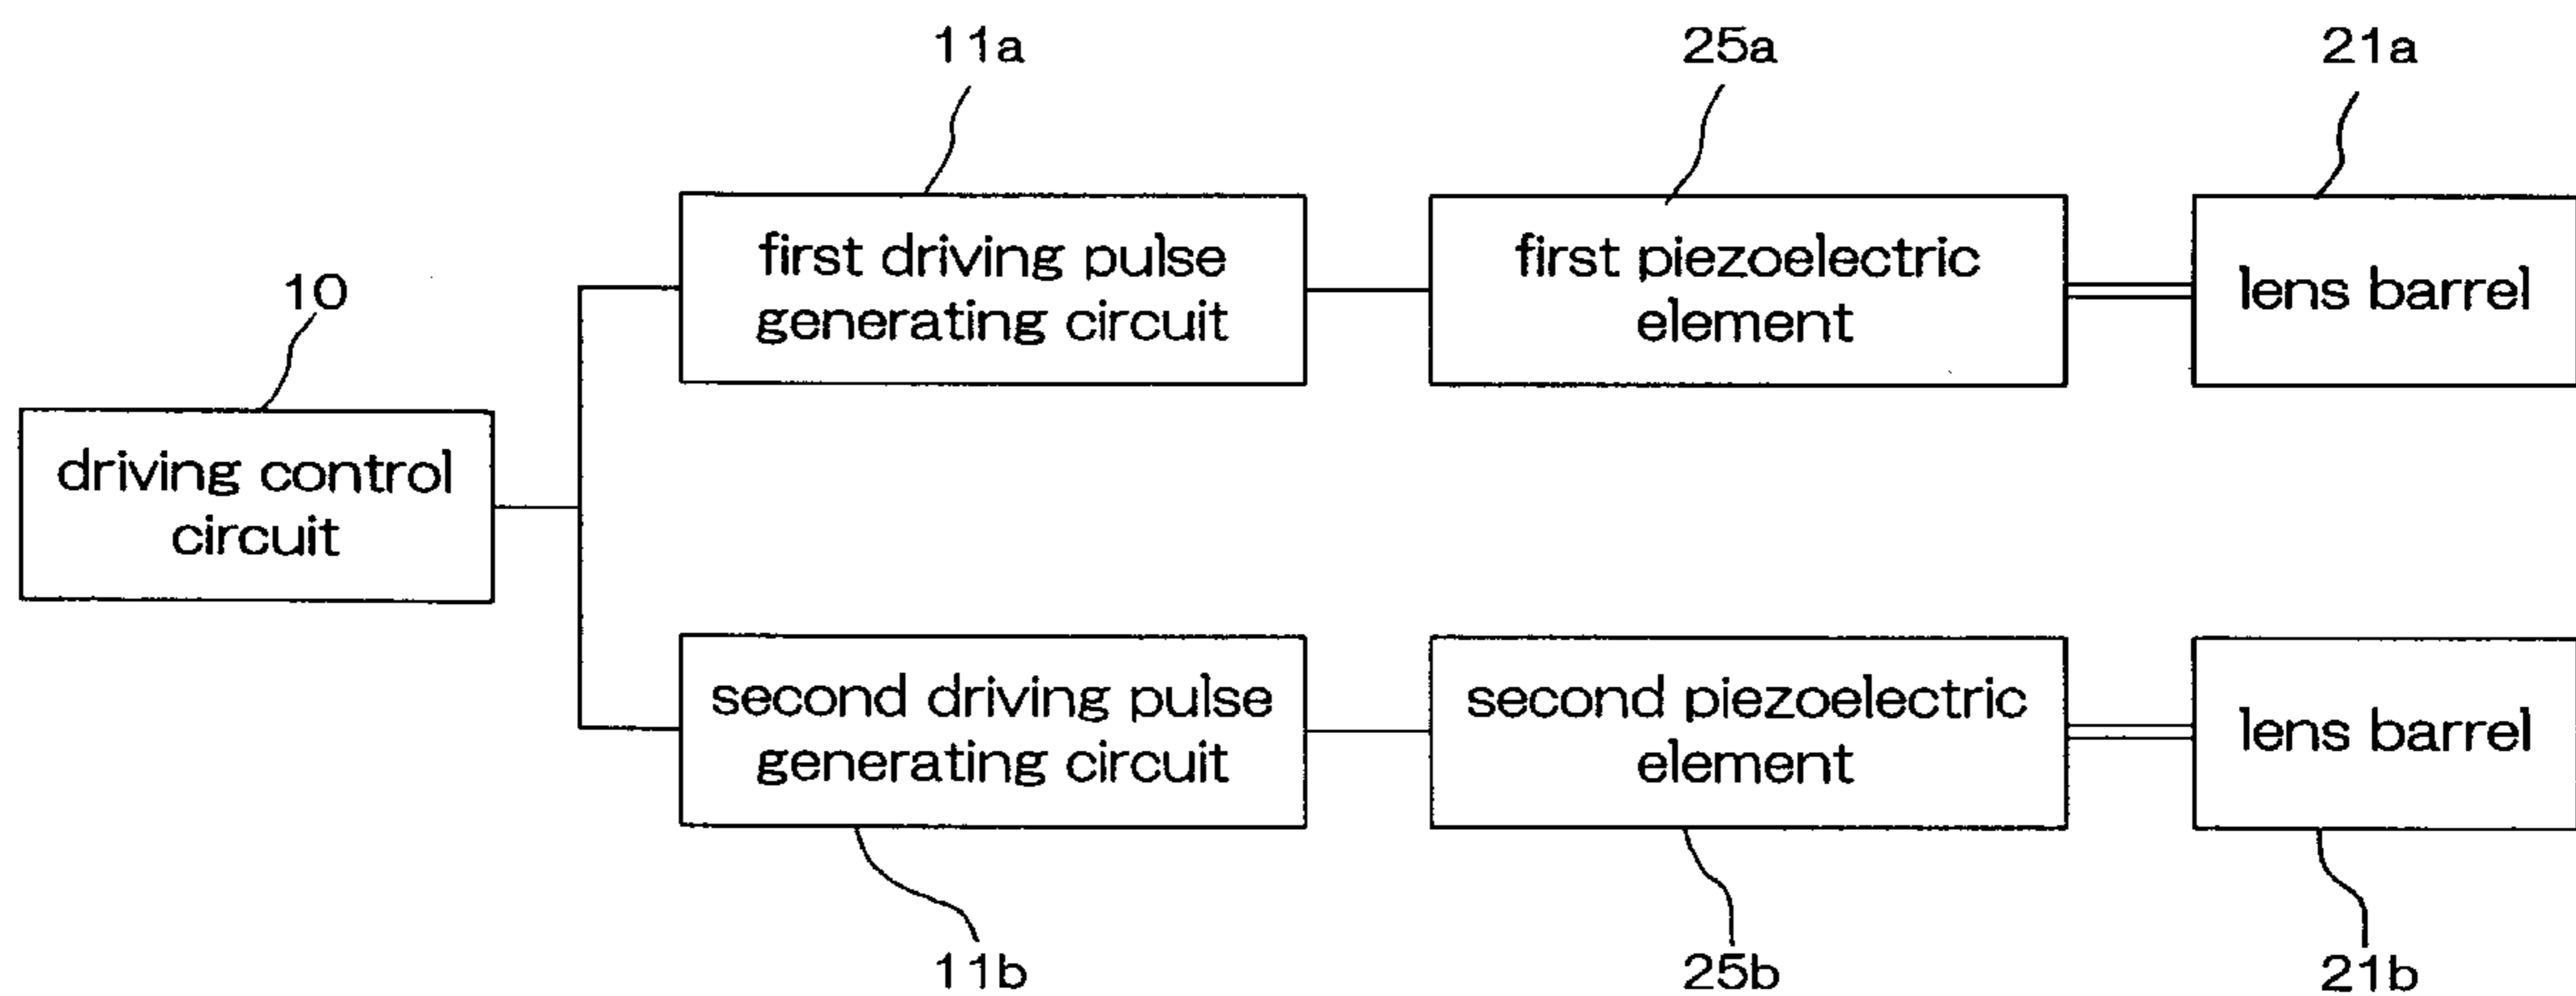 11a
25a
21a
first driving pulse
generating circuit
first piezoelectric
element
lens barrel
10
driving control
circuit
second driving pulse
generating circuit
second piezoelectric
element
lens barrel
11b
25b
21b